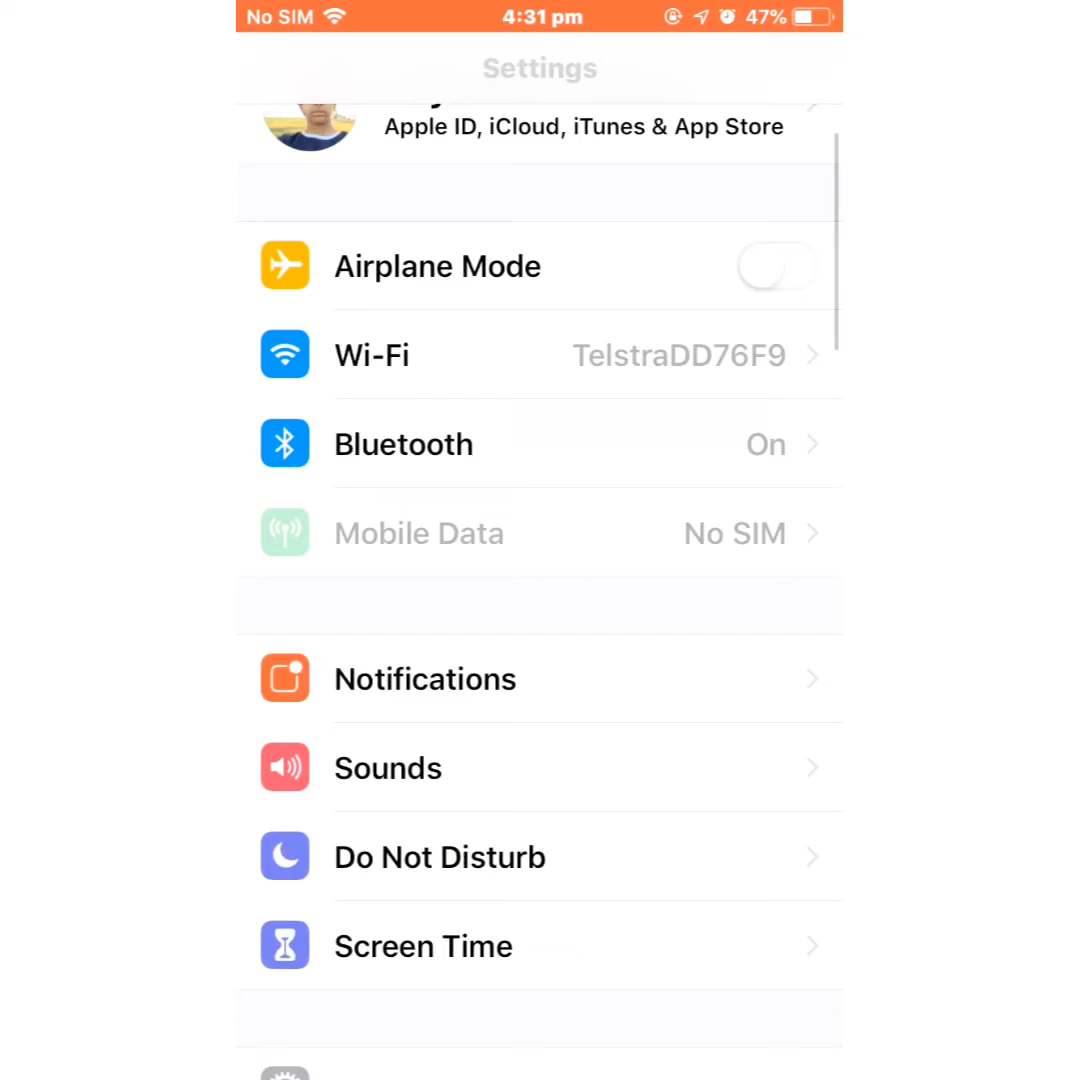 No SIM 4:31 pm 47%
Settings
Apple ID, iCloud, iTunes & App Store
Airplane Mode
Wi-Fi TelstraDD76F9
Bluetooth On
Mobile Data No SIM
Notifications
Sounds
Do Not Disturb
Screen Time